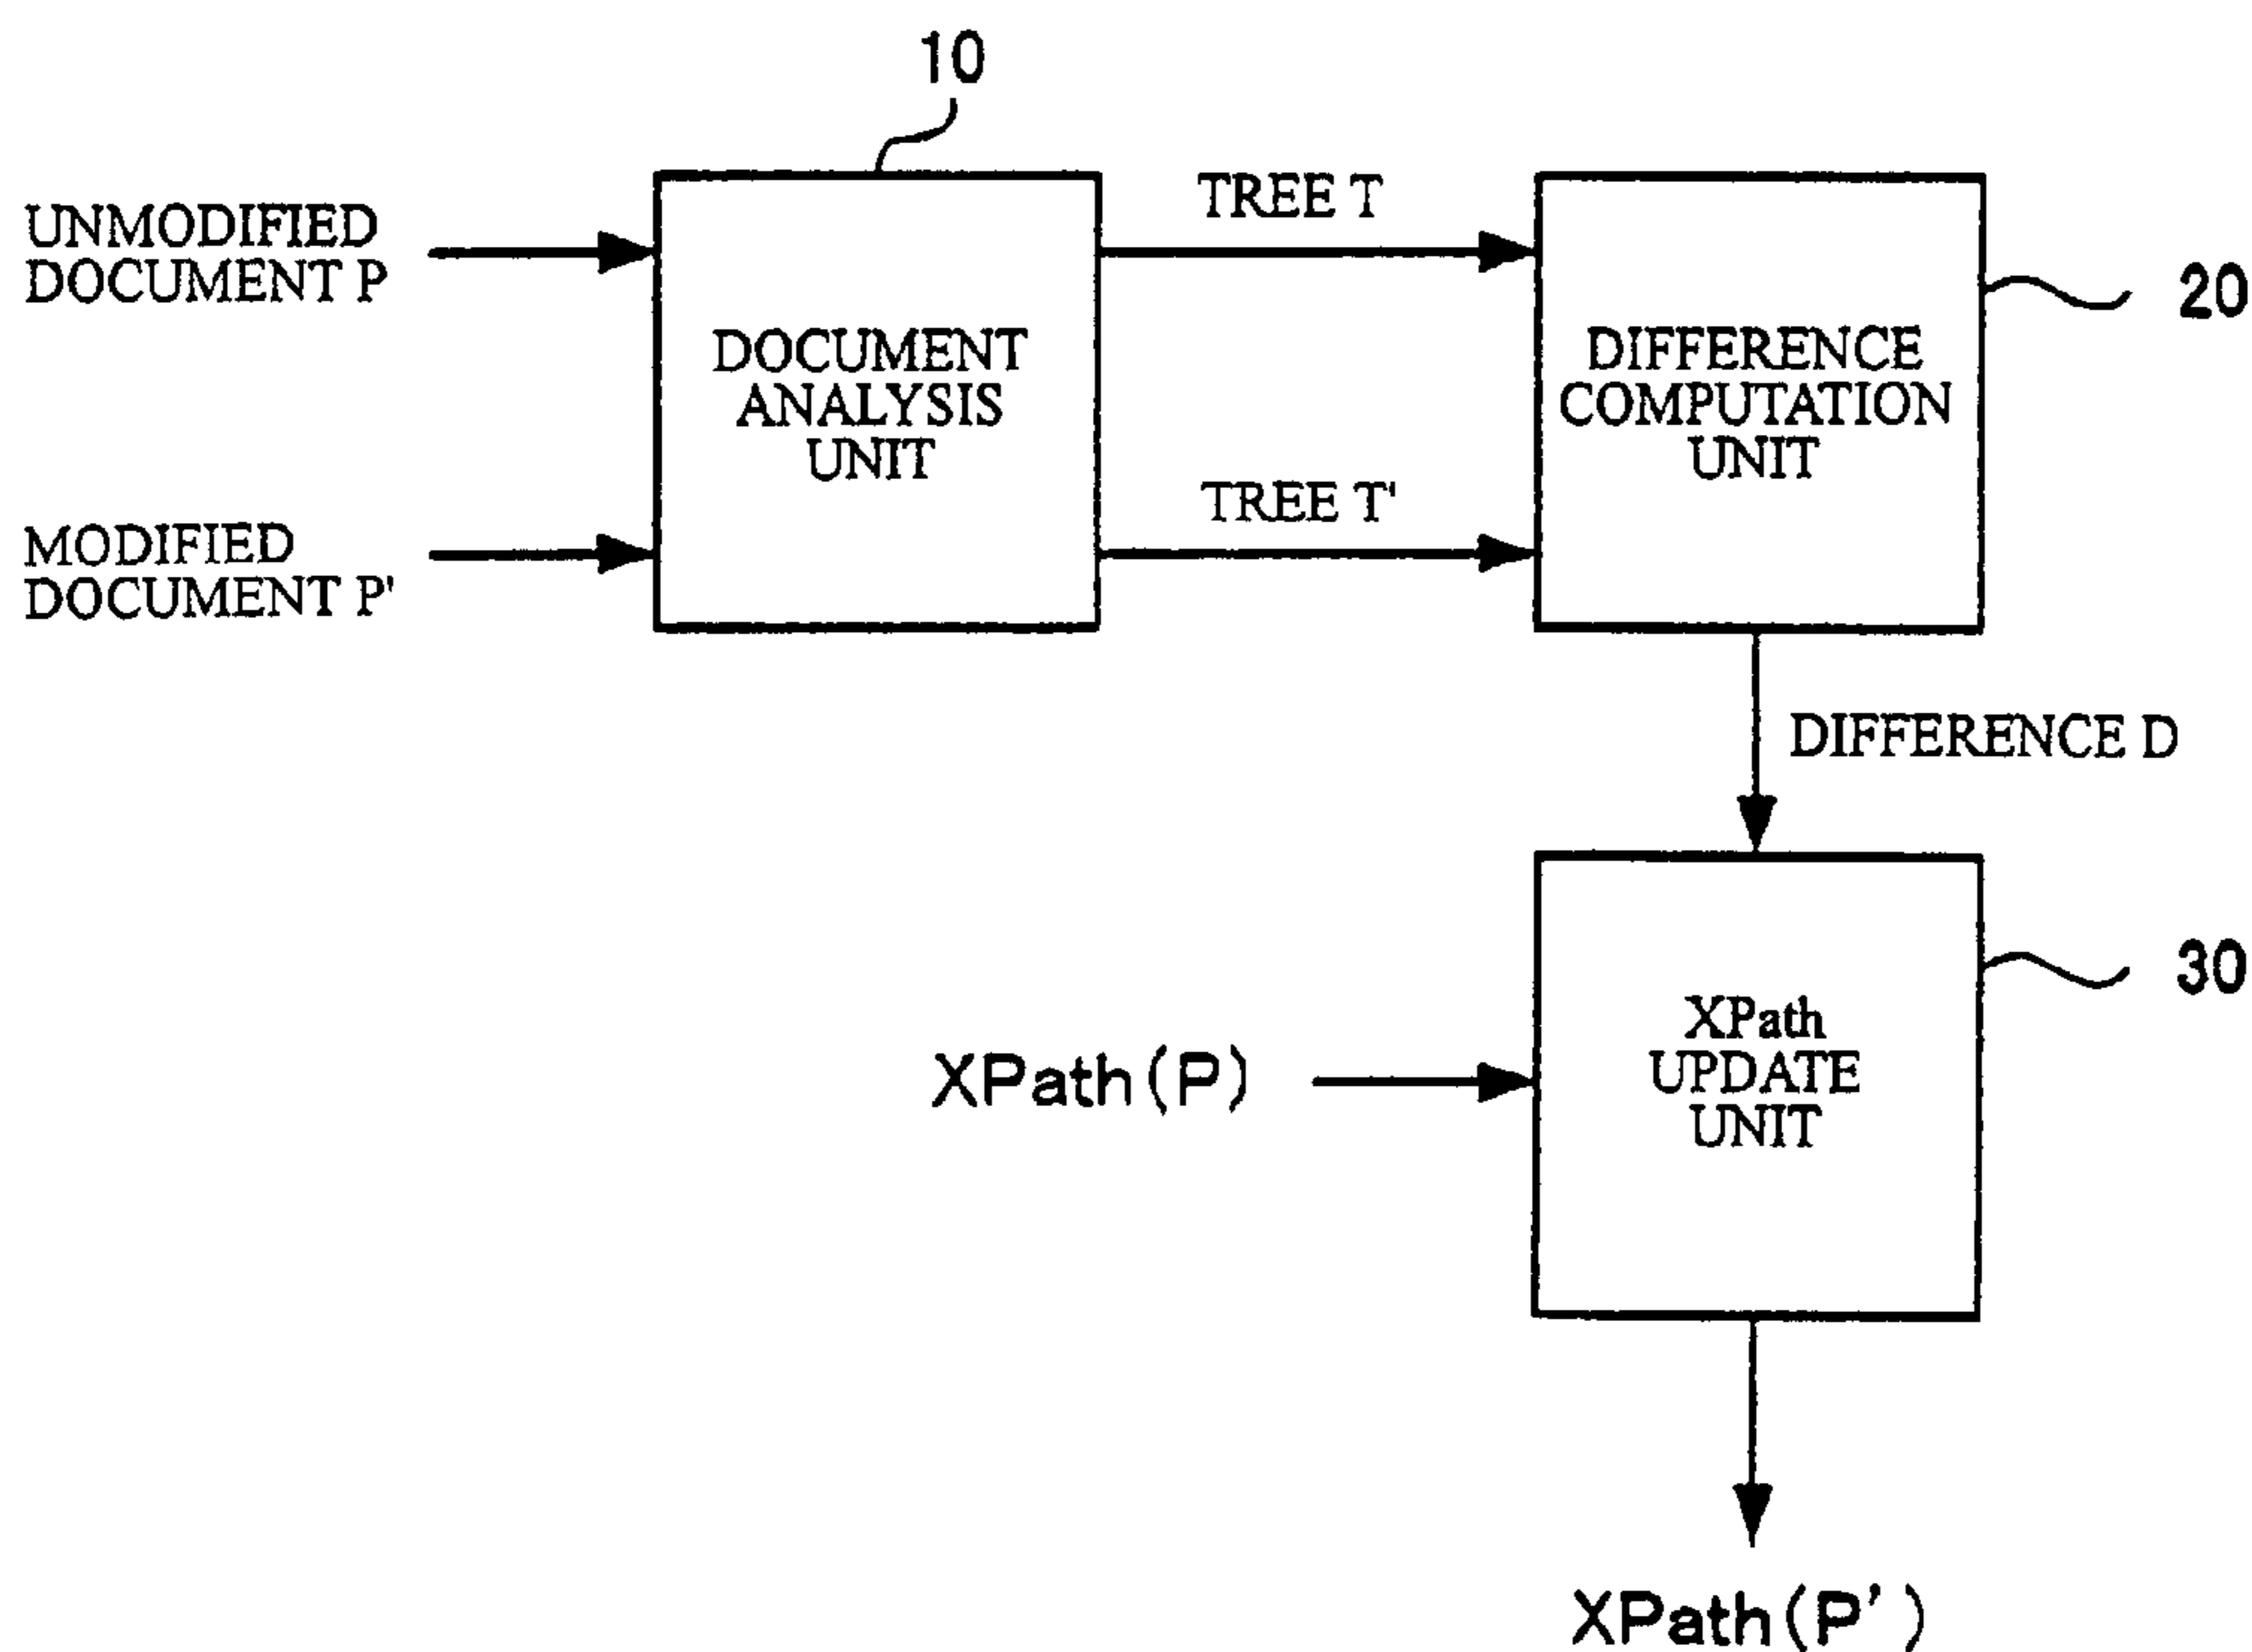 10
UNMODIFIED
DOCUMENT P
TREE T
DOCUMENT
ANALYSIS
UNIT
DIFFERENCE
COMPUTATION
UNIT
20
MODIFIED
DOCUMENT P'
TREE T'
DIFFERENCE D
XPath(P)
XPath
UPDATE
UNIT
30
XPath(P')